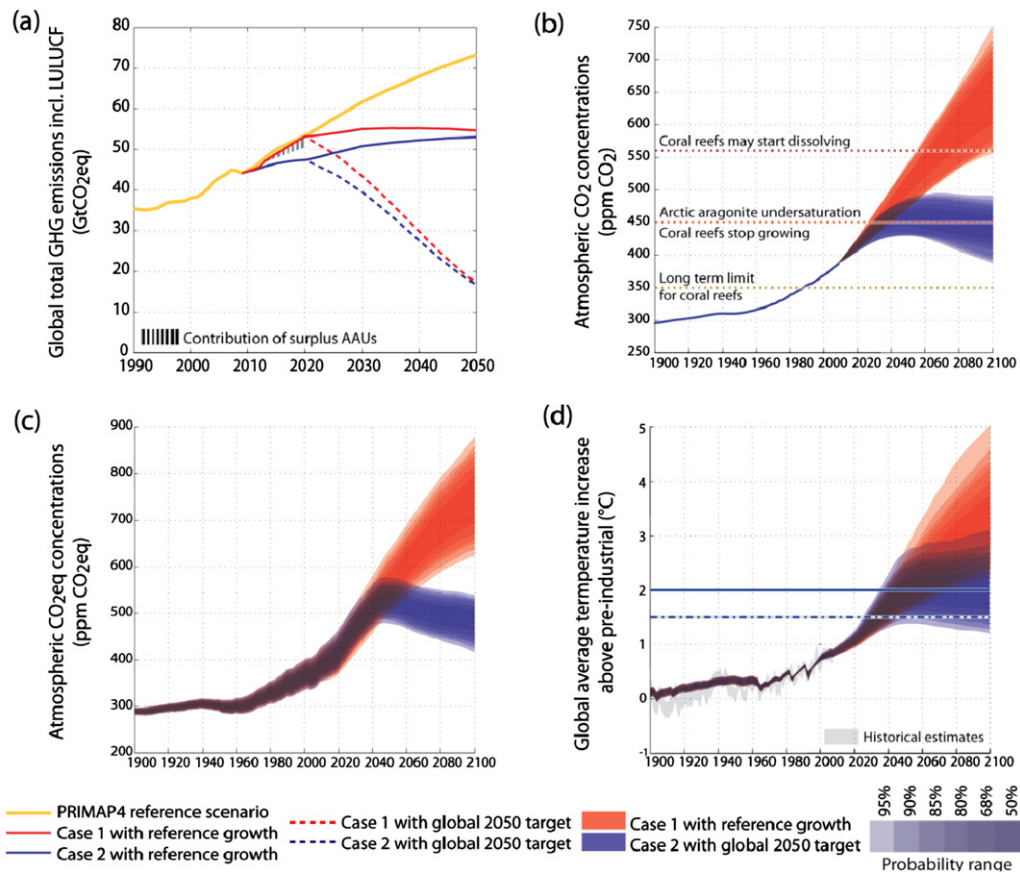 (a)
Global total GHG emissions incl. LULUCF
(GtCO₂eq)
80
70
60
50
40
30
20
10
0
1990 2000 2010 2020 2030 2040 2050
Contribution of surplus AAUs
(b)
Atmospheric CO₂ concentrations
(ppm CO₂)
750
700
650
600
550
500
450
400
350
300
250
Coral reefs may start dissolving
Arctic aragonite undersaturation
Coral reefs stop growing
Long term limit
for coral reefs
1900 1920 1940 1960 1980 2000 2020 2040 2060 2080 2100
(c)
Atmospheric CO₂eq concentrations
(ppm CO₂eq)
900
800
700
600
500
400
300
200
1900 1920 1940 1960 1980 2000 2020 2040 2060 2080 2100
(d)
Global average termperature increase
above pre-industrial (°C)
5
4
3
2
1
0
-1
Historical estimates
1900 1920 1940 1960 1980 2000 2020 2040 2060 2080 2100
PRIMAP4 reference scenario
Case 1 with reference growth
Case 2 with reference growth
Case 1 with global 2050 target
Case 2 with global 2050 target
Case 1 with reference growth
Case 2 with global 2050 target
95% 90% 85% 80% 68% 50%
Probability range